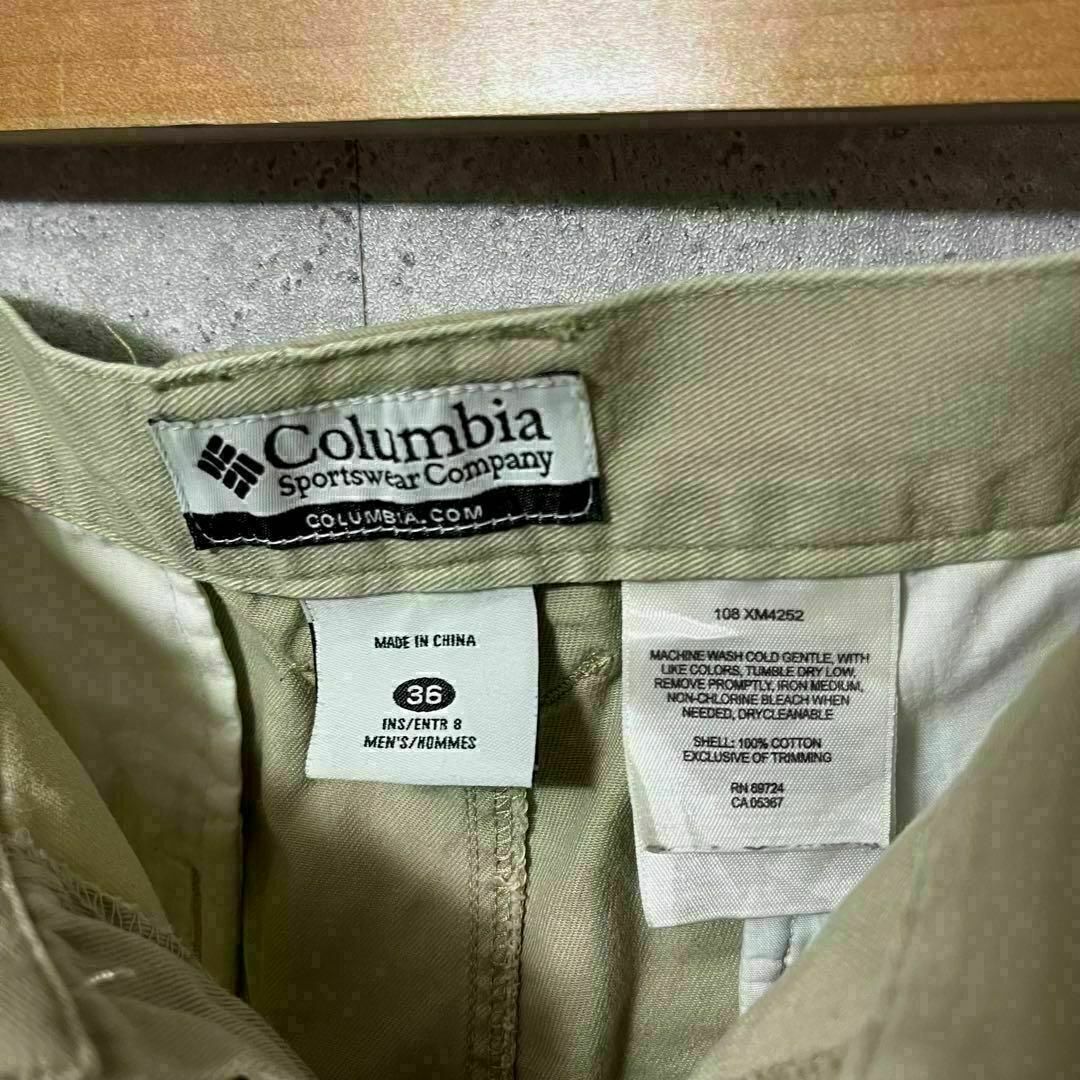 Columbia
Sportswear Company
COLUMBIA.COM
MADE IN CHINA
36
INS/ENTR 8
MEN'S/HOMMES
108 XM4252
MACHINE WASH COLD GENTLE, WITH
LIKE COLORS, TUMBLE DRY LOW,
REMOVE PROMPTLY, IRON MEDIUM,
NON-CHLORINE BLEACH WHEN
NEEDED, DRYCLEANABLE
SHELL: 100% COTTON
EXCLUSIVE OF TRIMMING
RN 69724
CA 05367